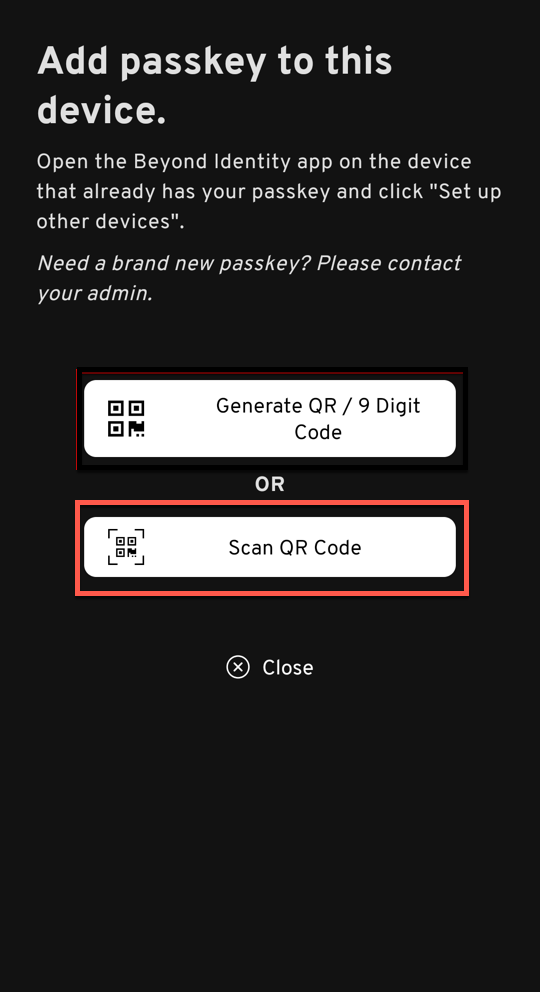 Add passkey to this
device.
Open the Beyond Identity app on the device
that already has your passkey and click "Set up
other devices".
Need a brand new passkey? Please contact
your admin.
Generate QR / 9 Digit
Code
OR
Scan QR Code
Close